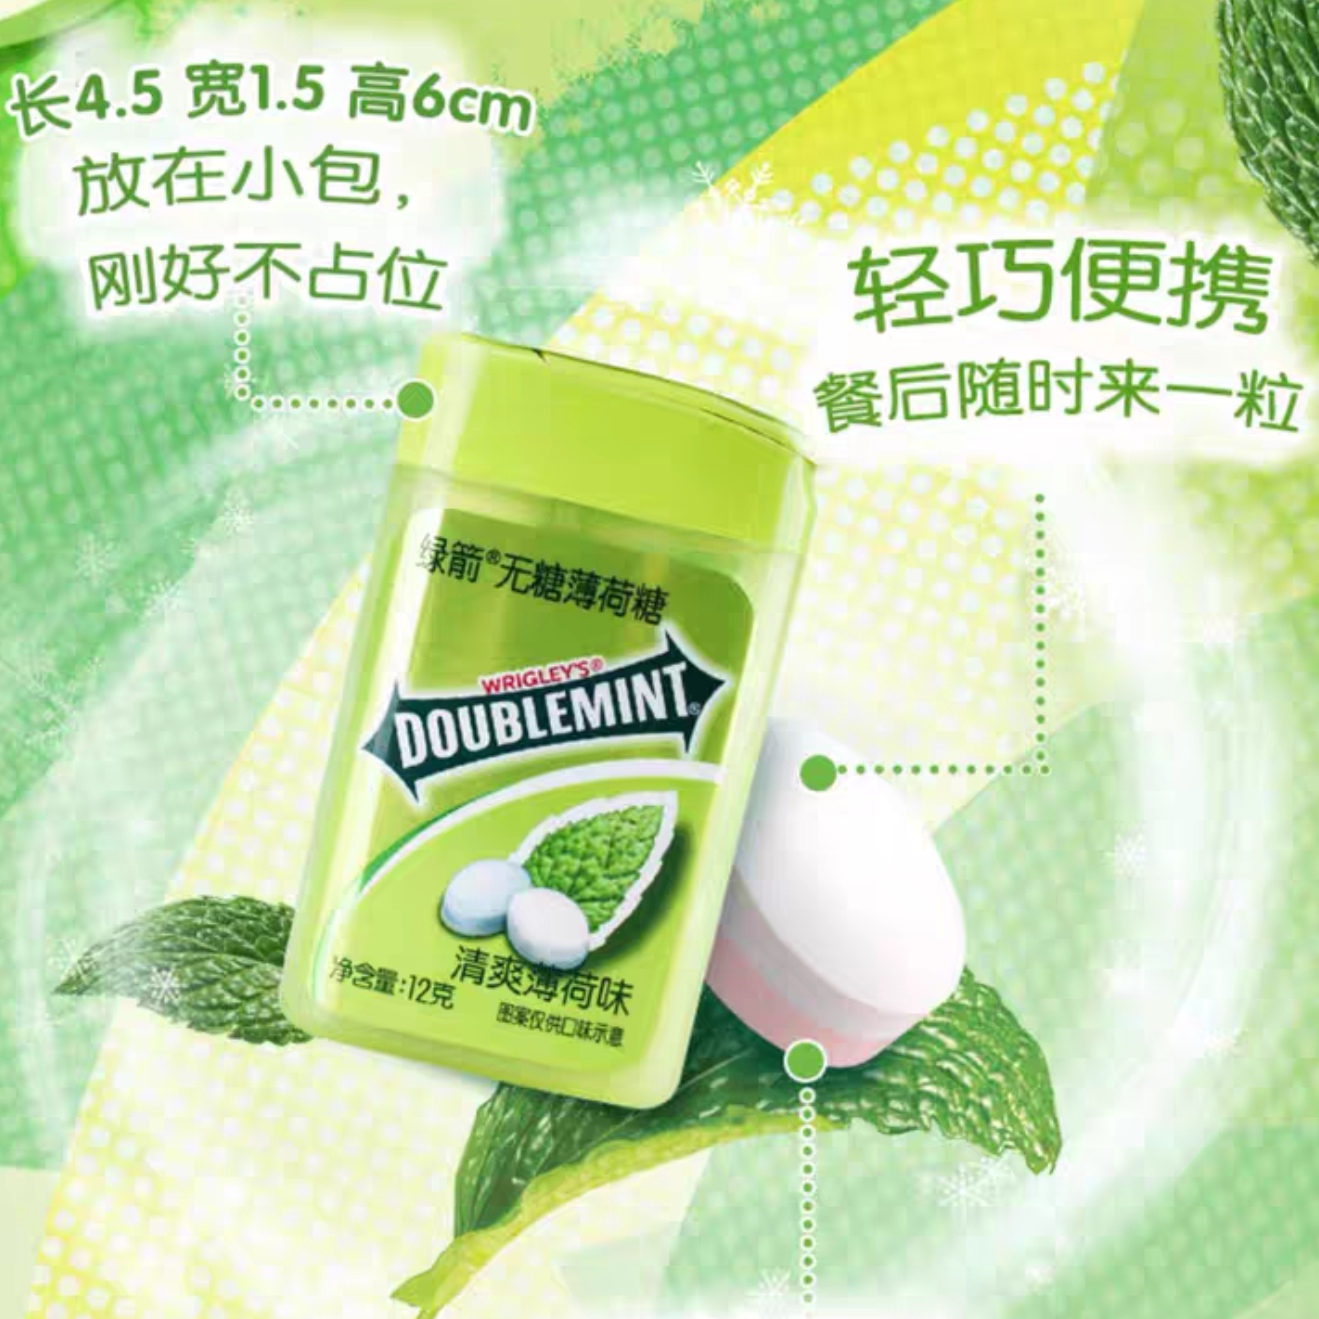 长4.5 宽1.5 高6cm
放在小包，
刚好不占位
轻巧便携
餐后随时来一粒
绿箭®无糖薄荷糖
WRIGLEY'S®
DOUBLEMINT®
清爽薄荷味
净含量:12克
图案仅供口味示意